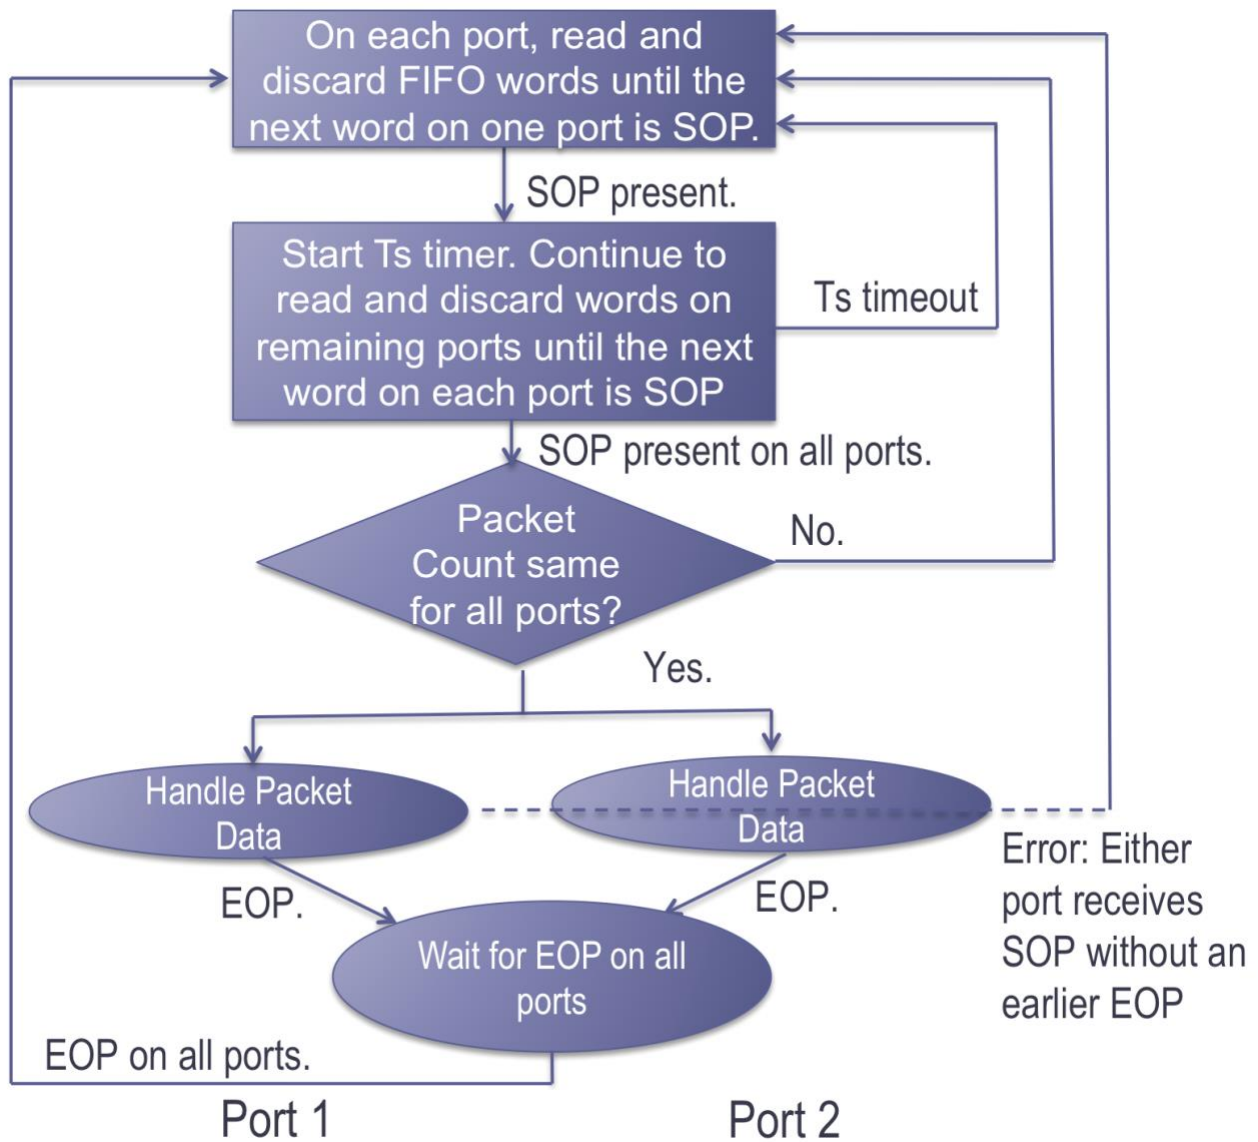 On each port, read and
discard FIFO words until the
next word on one port is SOP.
SOP present.
Start Ts timer. Continue to
read and discard words on
remaining ports until the next
word on each port is SOP
Ts timeout
SOP present on all ports.
Packet
Count same
for all ports?
No.
Yes.
Handle Packet
Data
Handle Packet
Data
Error: Either
port receives
SOP without an
earlier EOP
EOP.
EOP.
Wait for EOP on all
ports
EOP on all ports.
Port 1
Port 2